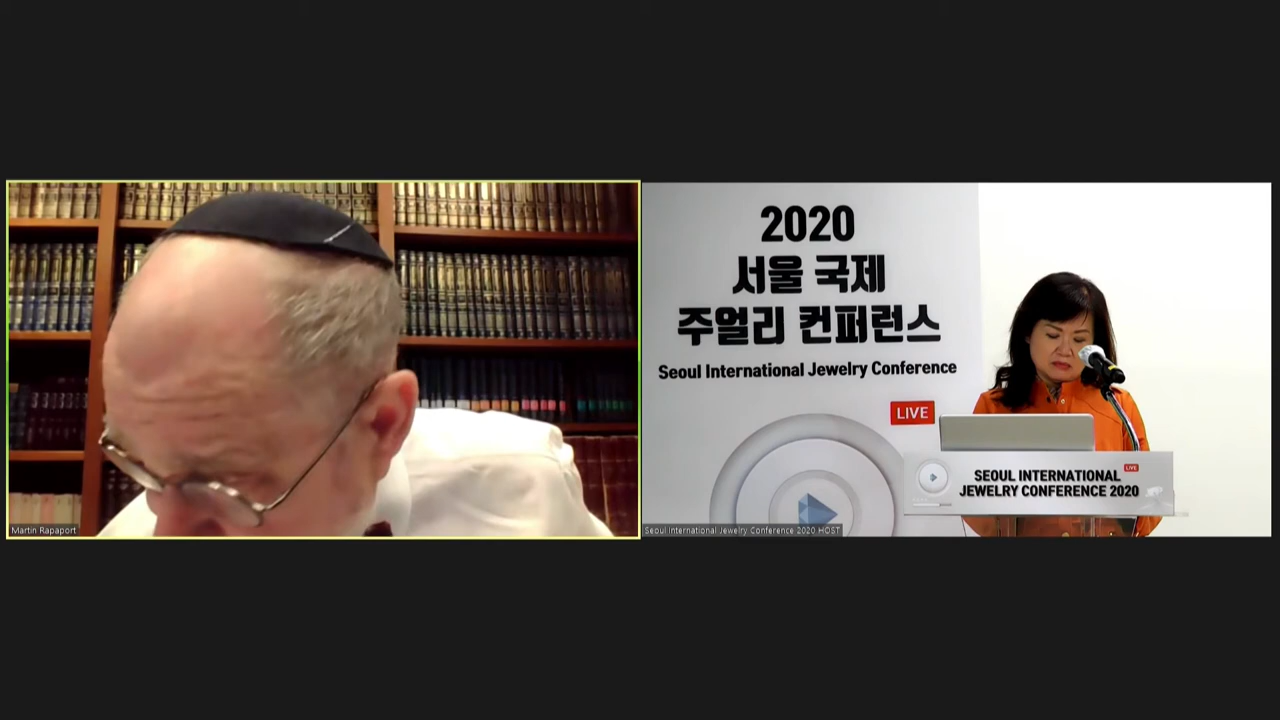 Martin Rapaport
2020
서울 국제
주얼리 컨퍼런스
Seoul International Jewelry Conference
LIVE
LIVE
SEOUL INTERNATIONAL
JEWELRY CONFERENCE 2020
Seoul International Jewelry Conference 2020 HOST